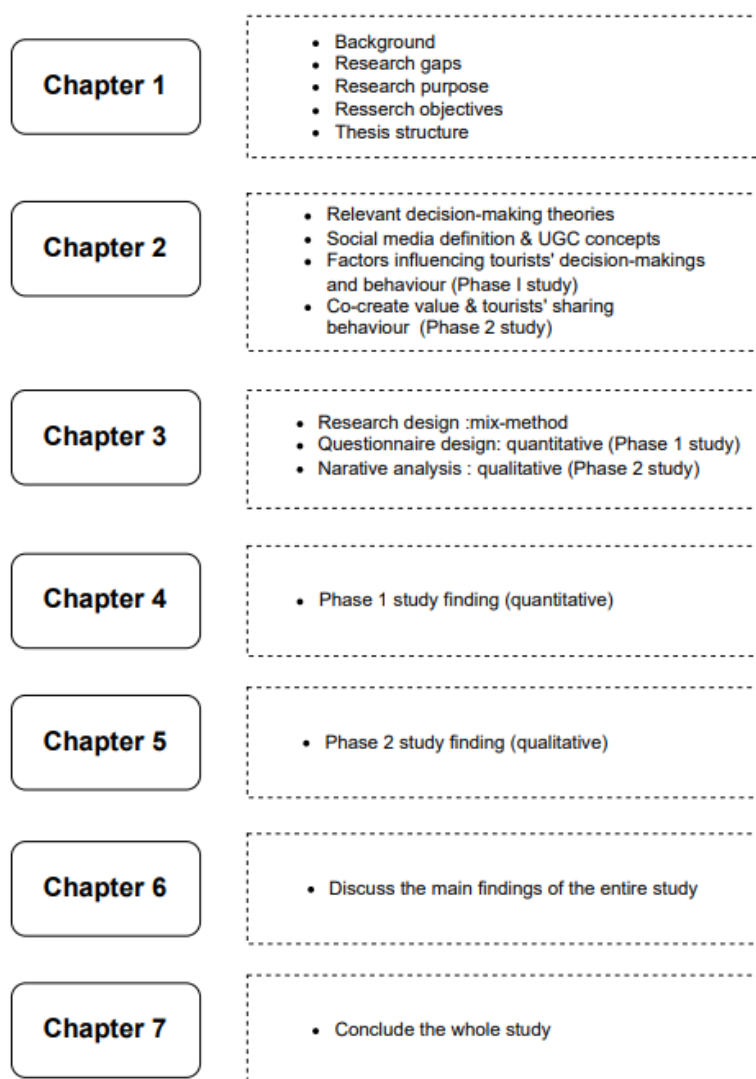 Chapter 1
• Background
• Research gaps
• Research purpose
• Resserch objectives
• Thesis structure
Chapter 2
• Relevant decision-making theories
• Social media definition & UGC concepts
• Factors influencing tourists' decision-makings
and behaviour (Phase I study)
• Co-create value & tourists' sharing
behaviour (Phase 2 study)
Chapter 3
• Research design :mix-method
• Questionnaire design: quantitative (Phase 1 study)
• Narative analysis : qualitative (Phase 2 study)
Chapter 4
• Phase 1 study finding (quantitative)
Chapter 5
• Phase 2 study finding (qualitative)
Chapter 6
• Discuss the main findings of the entire study
Chapter 7
• Conclude the whole study